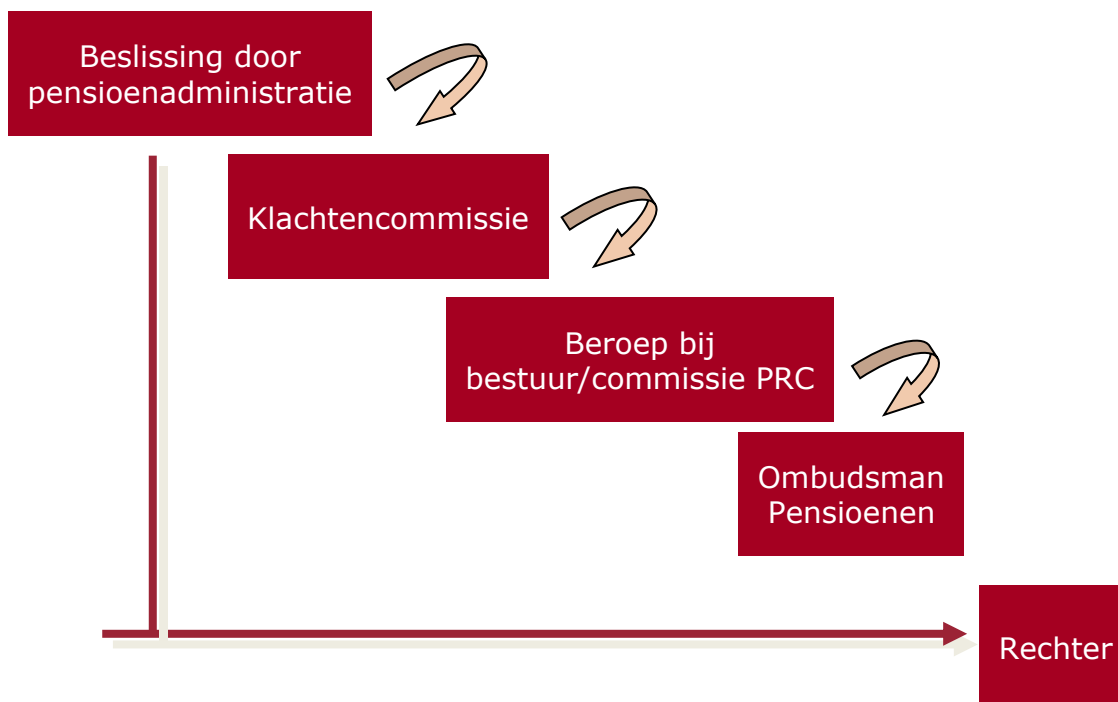 Beslissing door
pensioenadministratie
Klachtencommissie
Beroep bij
bestuur/commissie PRC
Ombudsman
Pensioenen
Rechter